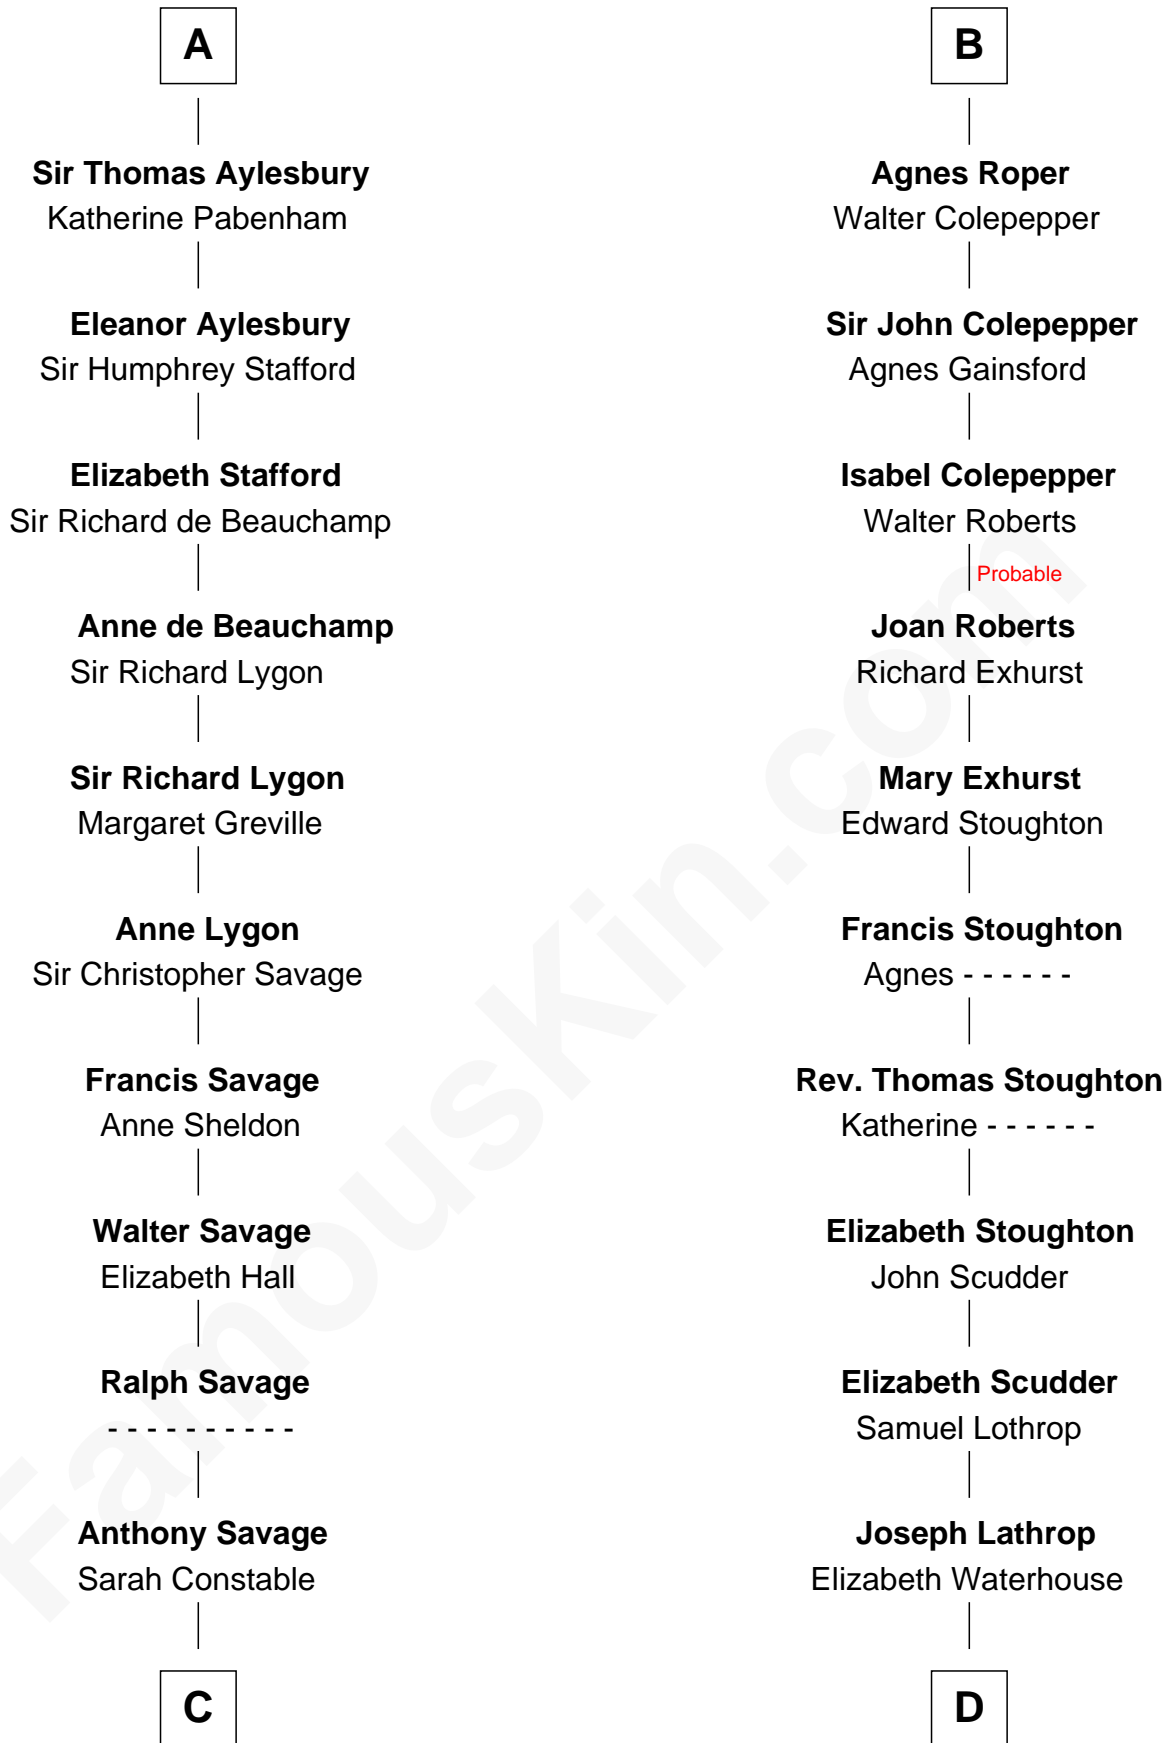 A
Sir Thomas Aylesbury
Katherine Pabenham
Eleanor Aylesbury
Sir Humphrey Stafford
Elizabeth Stafford
Sir Richard de Beauchamp
Anne de Beauchamp
Sir Richard Lygon
Sir Richard Lygon
Margaret Greville
Anne Lygon
Sir Christopher Savage
Francis Savage
Anne Sheldon
Walter Savage
Elizabeth Hall
Ralph Savage
- - - - - - - - - -
Anthony Savage
Sarah Constable
C
B
Agnes Roper
Walter Colepepper
Sir John Colepepper
Agnes Gainsford
Isabel Colepepper
Walter Roberts
Probable
Joan Roberts
Richard Exhurst
Mary Exhurst
Edward Stoughton
Francis Stoughton
Agnes - - - - - -
Rev. Thomas Stoughton
Katherine - - - - - -
Elizabeth Stoughton
John Scudder
Elizabeth Scudder
Samuel Lothrop
Joseph Lathrop
Elizabeth Waterhouse
D
FamousKin.com